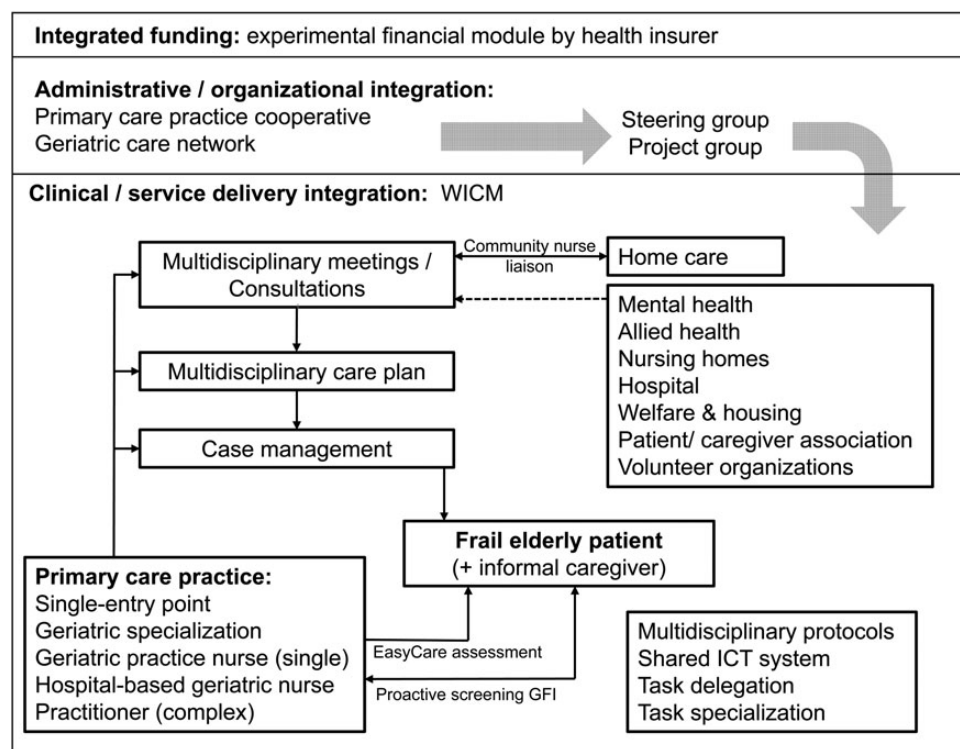 Integrated funding: experimental financial module by health insurer
Administrative / organizational integration:
Primary care practice cooperative
Geriatric care network
Steering group
Project group
Clinical / service delivery integration: WICM
Multidisciplinary meetings /
Consultations
Community nurse
liaison
Home care
Mental health
Allied health
Nursing homes
Hospital
Welfare & housing
Patient/ caregiver association
Volunteer organizations
Multidisciplinary care plan
Case management
Frail elderly patient
(+ informal caregiver)
Primary care practice:
Single-entry point
Geriatric specialization
Geriatric practice nurse (single)
Hospital-based geriatric nurse
Practitioner (complex)
EasyCare assessment
Proactive screening GFI
Multidisciplinary protocols
Shared ICT system
Task delegation
Task specialization